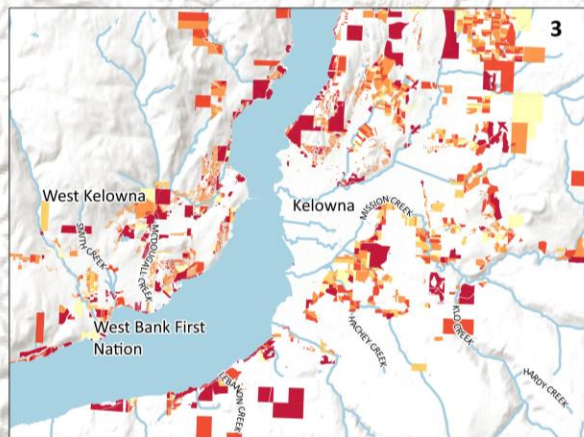 3
West Kelowna
Kelowna
MISSION CREEK
SMITH CREEK
MCDOUGALL CREEK
West Bank First
Nation
KLO CREEK
HACHEY CREEK
HARDY CREEK
LEBANON CREEK